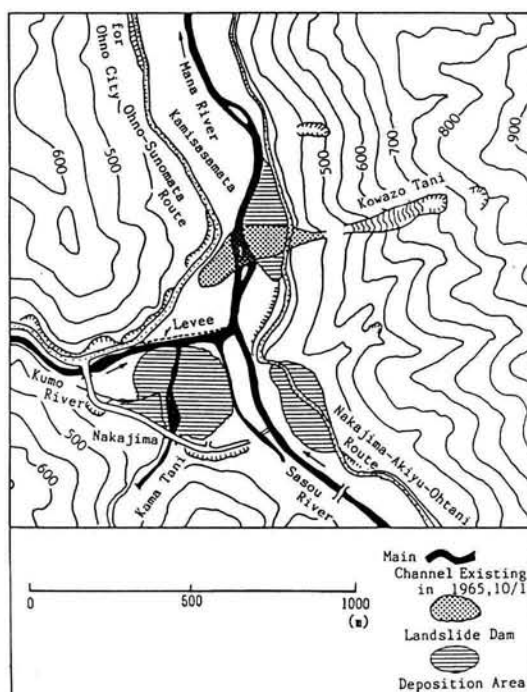 for
Ohno City—Ohno-Sunomata
Route
Mana River
Kamisasamata
600
500
500
600
700
800
900
Kowazo Tani
Levee
Kumo
River
Nakajima
500
600
Kama Tani
Sasou
River
Nakajima-Akiyu-Ohtani
Route
0
500
1000
(m)
Main
Channel Existing
in 1965,10/1
Landslide Dam
Deposition Area